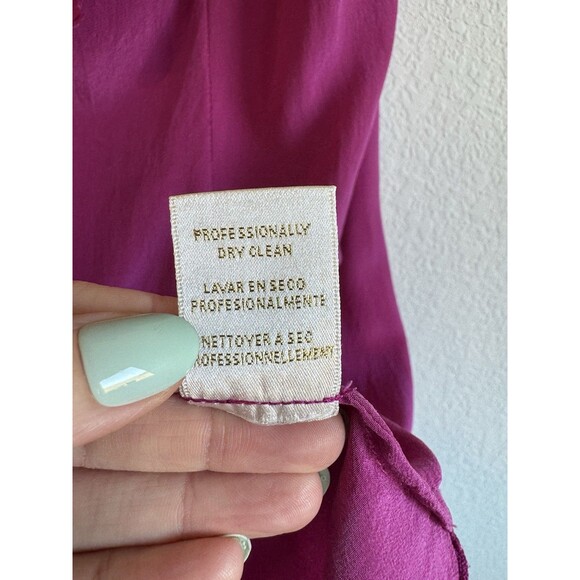 PROFESSIONALLY
DRY CLEAN
LAVAR EN SECO
PROFESIONALMENTE
NETTOYER A SEC
PROFESSIONNELLEMENT